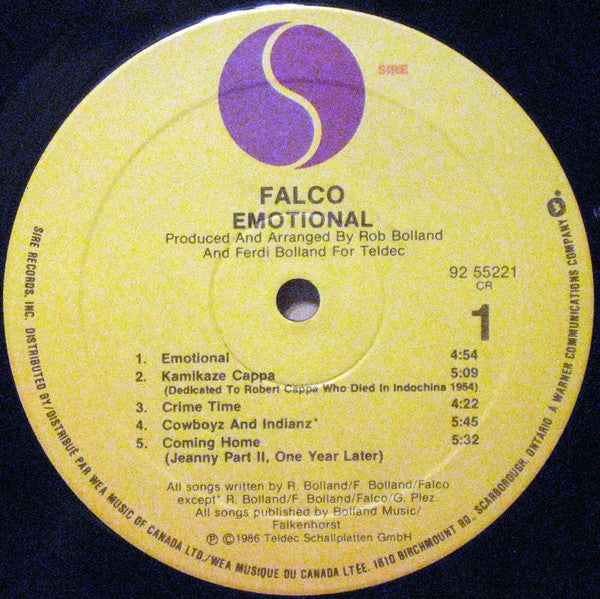 SIRE
FALCO
EMOTIONAL
Produced And Arranged By Rob Bolland
And Ferdi Bolland For Teldec
92 55221
CR
1
1. Emotional 4:54
2. Kamikaze Cappa 5:09
(Dedicated To Robert Cappa Who Died In Indochina 1954)
3. Crime Time 4:22
4. Cowboyz And Indianz* 5:45
5. Coming Home 5:32
(Jeanny Part II, One Year Later)
All songs written by R. Bolland/F. Bolland/Falco
except* R. Bolland/F. Bolland/Falco/G. Plez.
All songs published by Bolland Music/
Falkenhorst
Ⓟ ©1986 Teldec Schallplatten GmbH
SIRE RECORDS, INC. DISTRIBUTED BY/DISTRIBUE PAR WEA MUSIC OF CANADA LTD./WEA MUSIQUE DU CANADA LTÉE. 1810 BIRCHMOUNT RD, SCARBOROUGH, ONTARIO A WARNER COMMUNICATIONS COMPANY